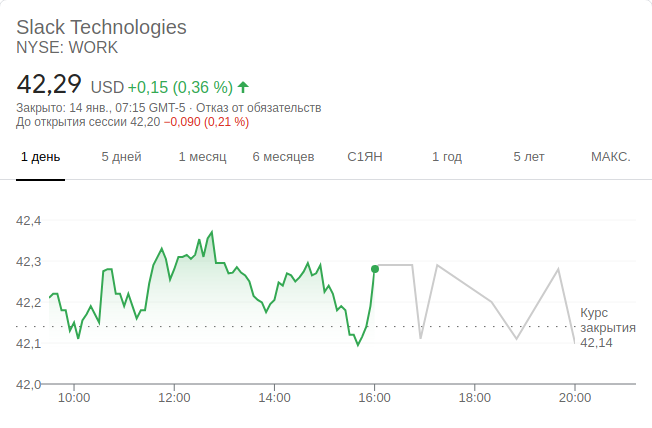 Slack Technologies
NYSE: WORK
42,29 USD +0,15 (0,36 %)
Закрыто: 14 янв., 07:15 GMT-5 · Отказ от обязательств
До открытия сессии 42,20 −0,090 (0,21 %)
1 день 5 дней 1 месяц 6 месяцев С1ЯН 1 год 5 лет МАКС.
42,4
42,3
42,2
Курс
закрытия
42,1
42,14
42,0
10:00 12:00 14:00 16:00 18:00 20:00